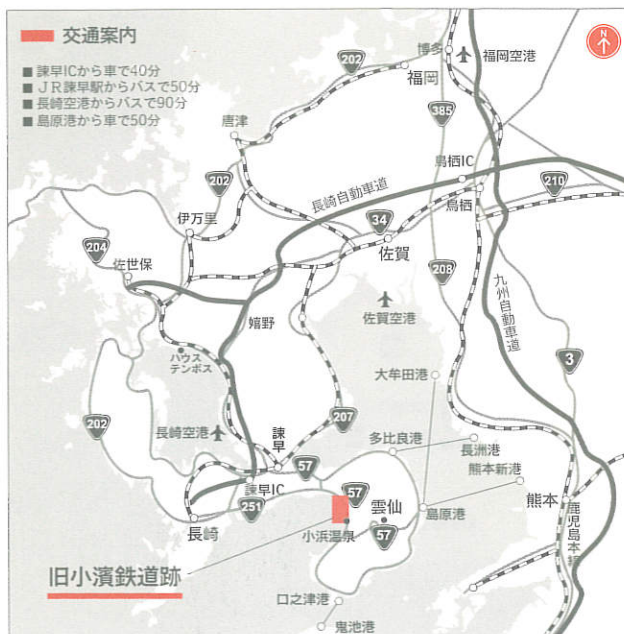 交通案内
■ 諫早ICから車で40分
■ JR諫早駅からバスで50分
■ 長崎空港からバスで90分
■ 島原港から車で50分
N
博多
福岡空港
202
福岡
385
唐津
鳥栖IC
202
長崎自動車道
210
鳥栖
伊万里
34
佐賀
204
佐世保
208
九州自動車道
佐賀空港
嬉野
3
ハウス
テンボス
大牟田港
202
長崎空港
207
諫早
多比良港
長洲港
57
諫早IC
熊本新港
57
雲仙
251
熊本
島原港
長崎
小浜温泉
57
鹿児島本線
旧小濱鉄道跡
口之津港
鬼池港